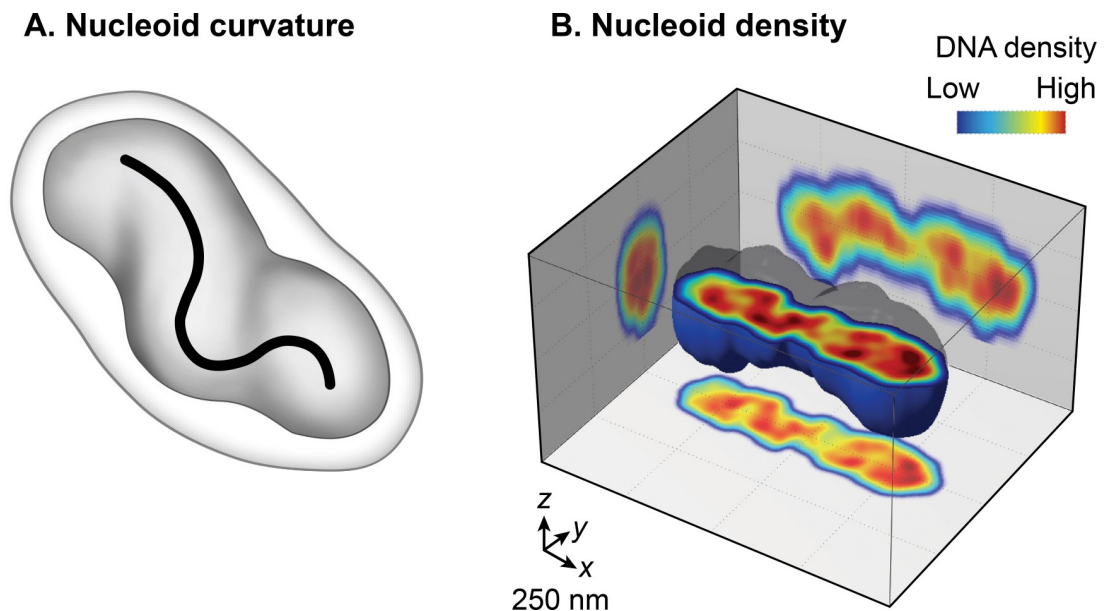 A. Nucleoid curvature
B. Nucleoid density
DNA density
Low High
z
y
x
250 nm